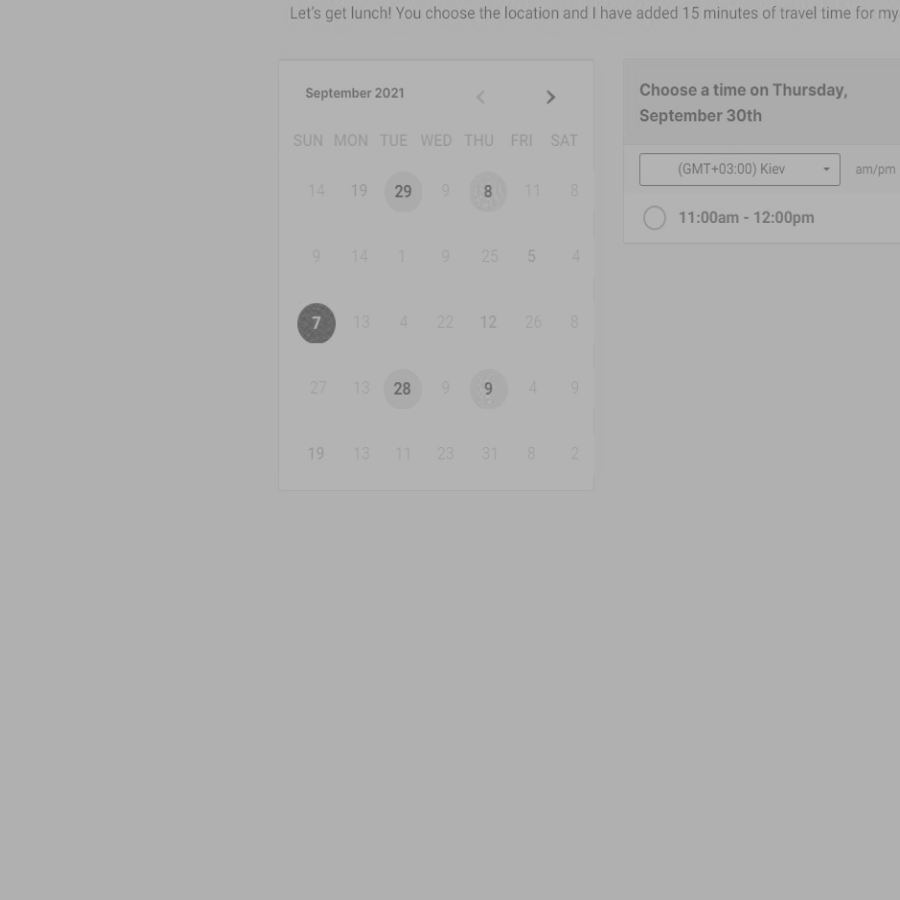 Let's get lunch! You choose the location and I have added 15 minutes of travel time for my
September 2021
SUN MON TUE WED THU FRI SAT
14 19 29 9 8 11 8
9 14 1 9 25 5 4
7 13 4 22 12 26 8
27 13 28 9 9 4 9
19 13 11 23 31 8 2
Choose a time on Thursday,
September 30th
(GMT+03:00) Kiev am/pm
11:00am - 12:00pm